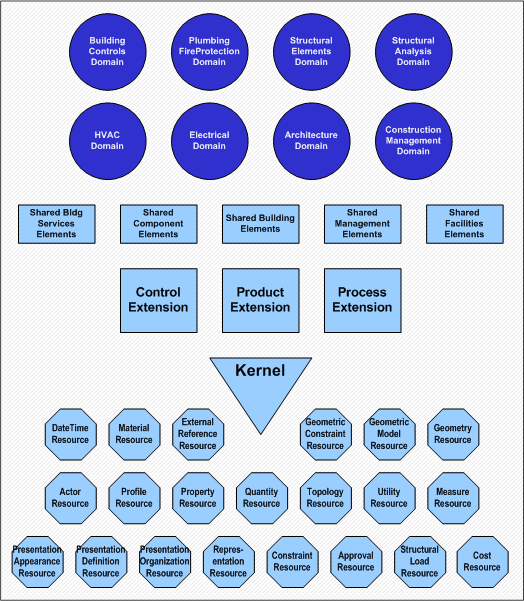 Building
Controls
Domain
Plumbing
FireProtection
Domain
Structural
Elements
Domain
Structural
Analysis
Domain
HVAC
Domain
Electrical
Domain
Architecture
Domain
Construction
Management
Domain
Shared Bldg
Services
Elements
Shared
Component
Elements
Shared Building
Elements
Shared
Management
Elements
Shared
Facilities
Elements
Control
Extension
Product
Extension
Process
Extension
Kernel
DateTime
Resource
Material
Resource
External
Reference
Resource
Geometric
Constraint
Resource
Geometric
Model
Resource
Geometry
Resource
Actor
Resource
Profile
Resource
Property
Resource
Quantity
Resource
Topology
Resource
Utility
Resource
Measure
Resource
Presentation
Appearance
Resource
Presentation
Definition
Resource
Presentation
Organization
Resource
Repres-
entation
Resource
Constraint
Resource
Approval
Resource
Structural
Load
Resource
Cost
Resource